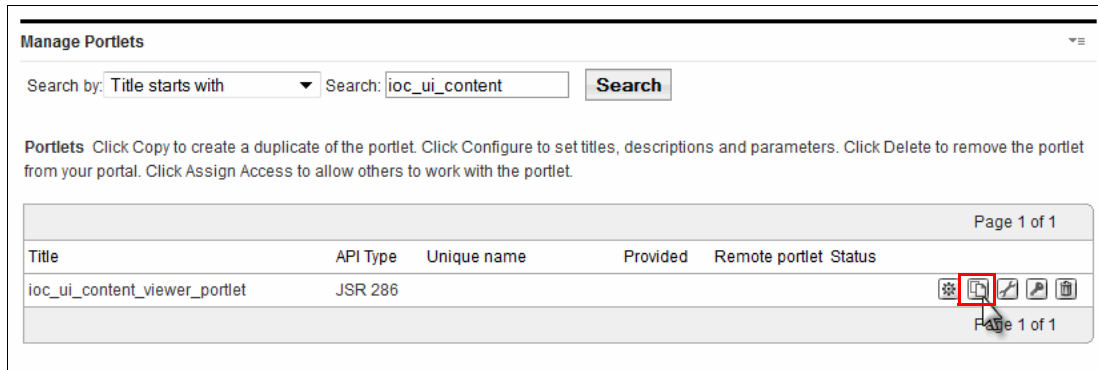 Manage Portlets
Search by: Title starts with Search: ioc_ui_content Search
Portlets Click Copy to create a duplicate of the portlet. Click Configure to set titles, descriptions and parameters. Click Delete to remove the portlet
from your portal. Click Assign Access to allow others to work with the portlet.
Page 1 of 1
Title API Type Unique name Provided Remote portlet Status
ioc_ui_content_viewer_portlet JSR 286
Page 1 of 1